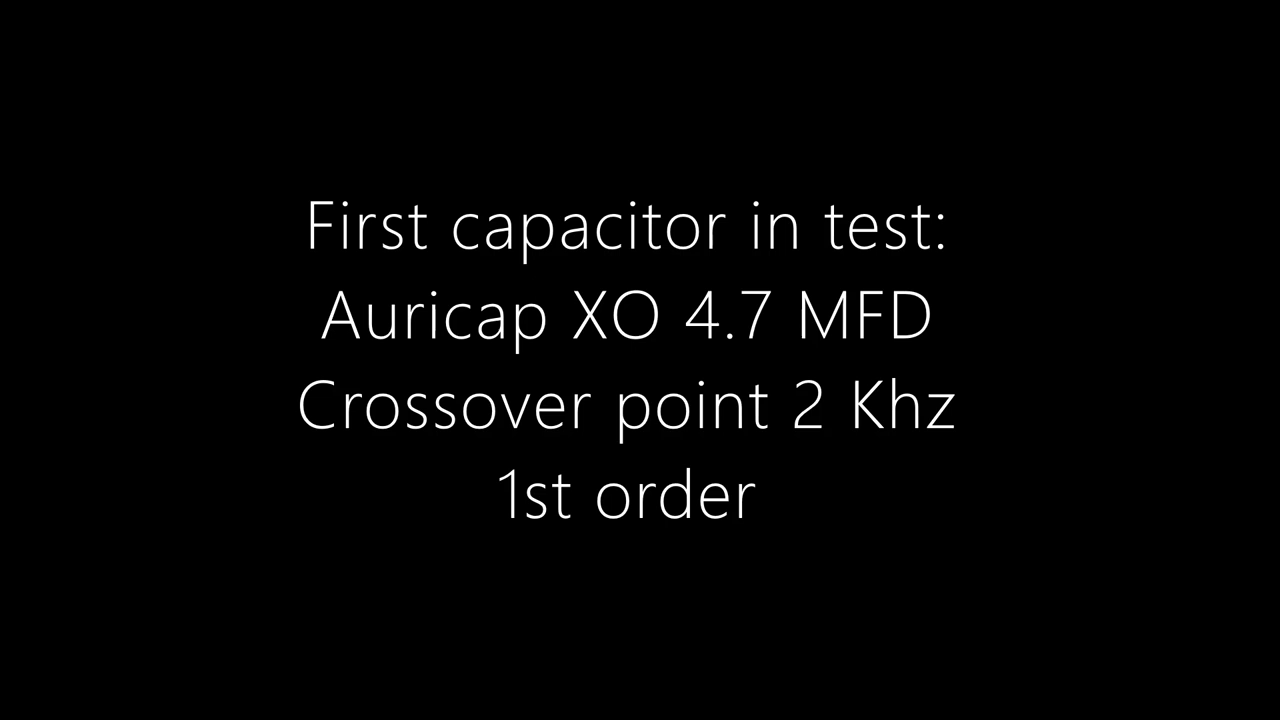 First capacitor in test:
Auricap XO 4.7 MFD
Crossover point 2 Khz
1st order